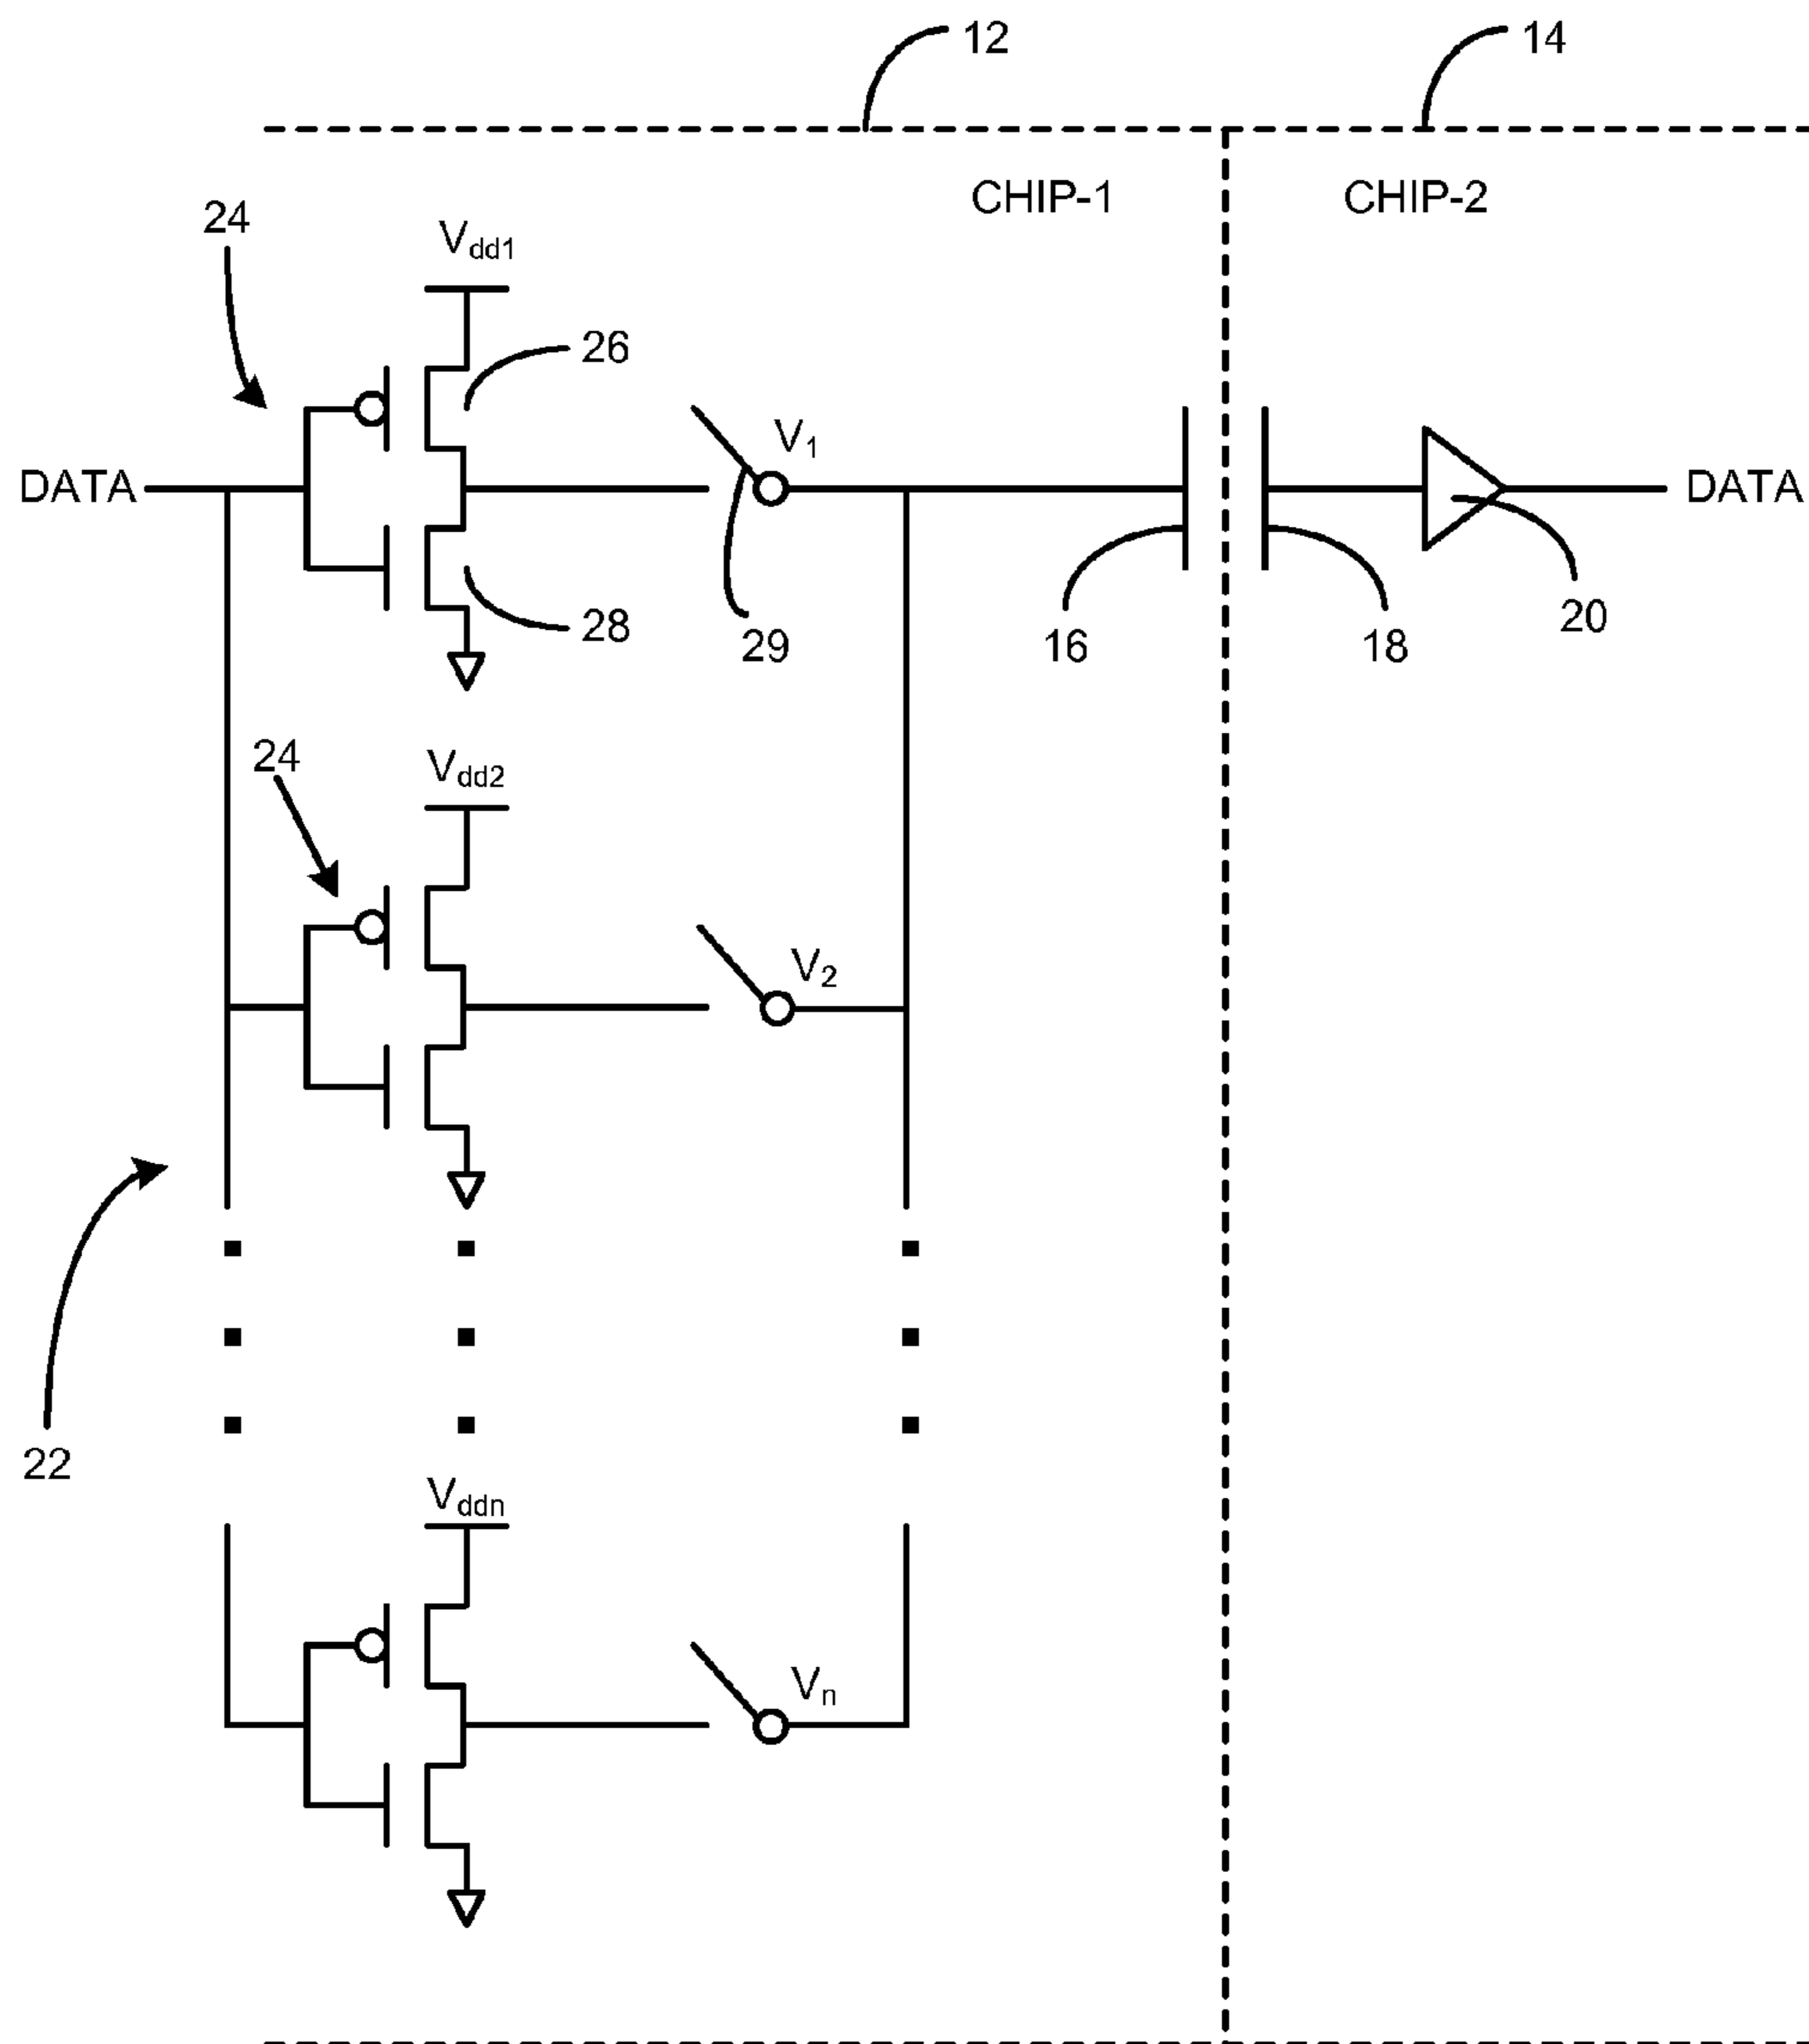 12
14
CHIP-1
CHIP-2
24
Vdd1
26
V1
DATA
DATA
28
29
16
18
20
24
Vdd2
V2
22
Vddn
Vn